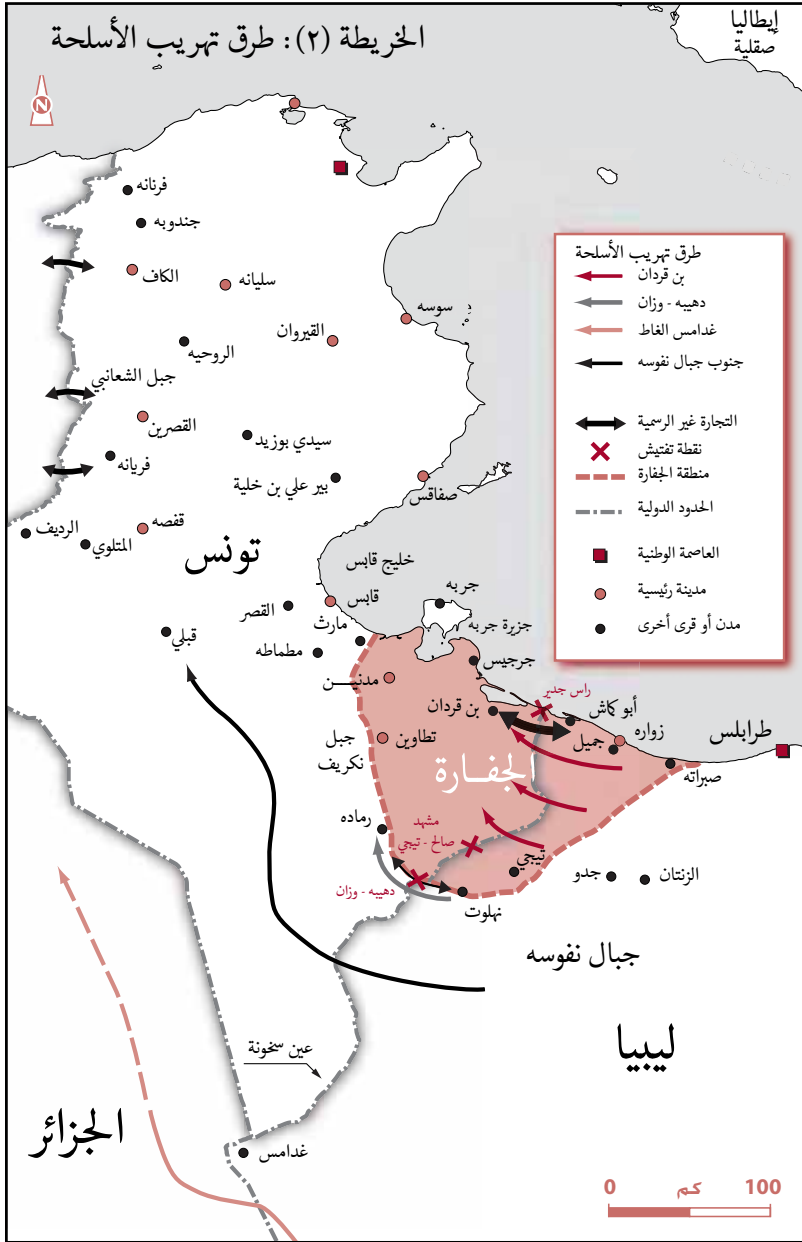 الخريطة (٢): طرق تهريب الأسلحة
إيطاليا
صقلية
N
فرنانه
جندوبه
الكاف
سليانه
سوسه
القيروان
الروحيه
جبل الشعانبي
القصرين
سيدي بوزيد
فريانه
بير علي بن خلية
صفاقس
قفصه
الرديف
المتلوي
تونس
خليج قابس
قابس
القصر
مارث
جربه
جزيرة جربه
قبلي
مطماطه
جرجيس
مدنيـــن
راس جدير
بن قردان
أبو كماش
زواره
طرابلس
جميل
تطاوين
جبل
نكريف
الجفــارة
صبراته
رماده
مشهد
صالح - تيجي
تيجي
جدو
الزنتان
دهيبه - وزان
نهلوت
جبال نفوسه
ليبيا
عين سخونة
الجزائر
غدامس
طرق تهريب الأسلحة
بن قردان
دهيبه - وزان
غدامس الغاط
جنوب جبال نفوسه
التجارة غير الرسمية
نقطة تفتيش
منطقة الجفارة
الحدود الدولية
العاصمة الوطنية
مدينة رئيسية
مدن أو قرى أخرى
0 كم 100